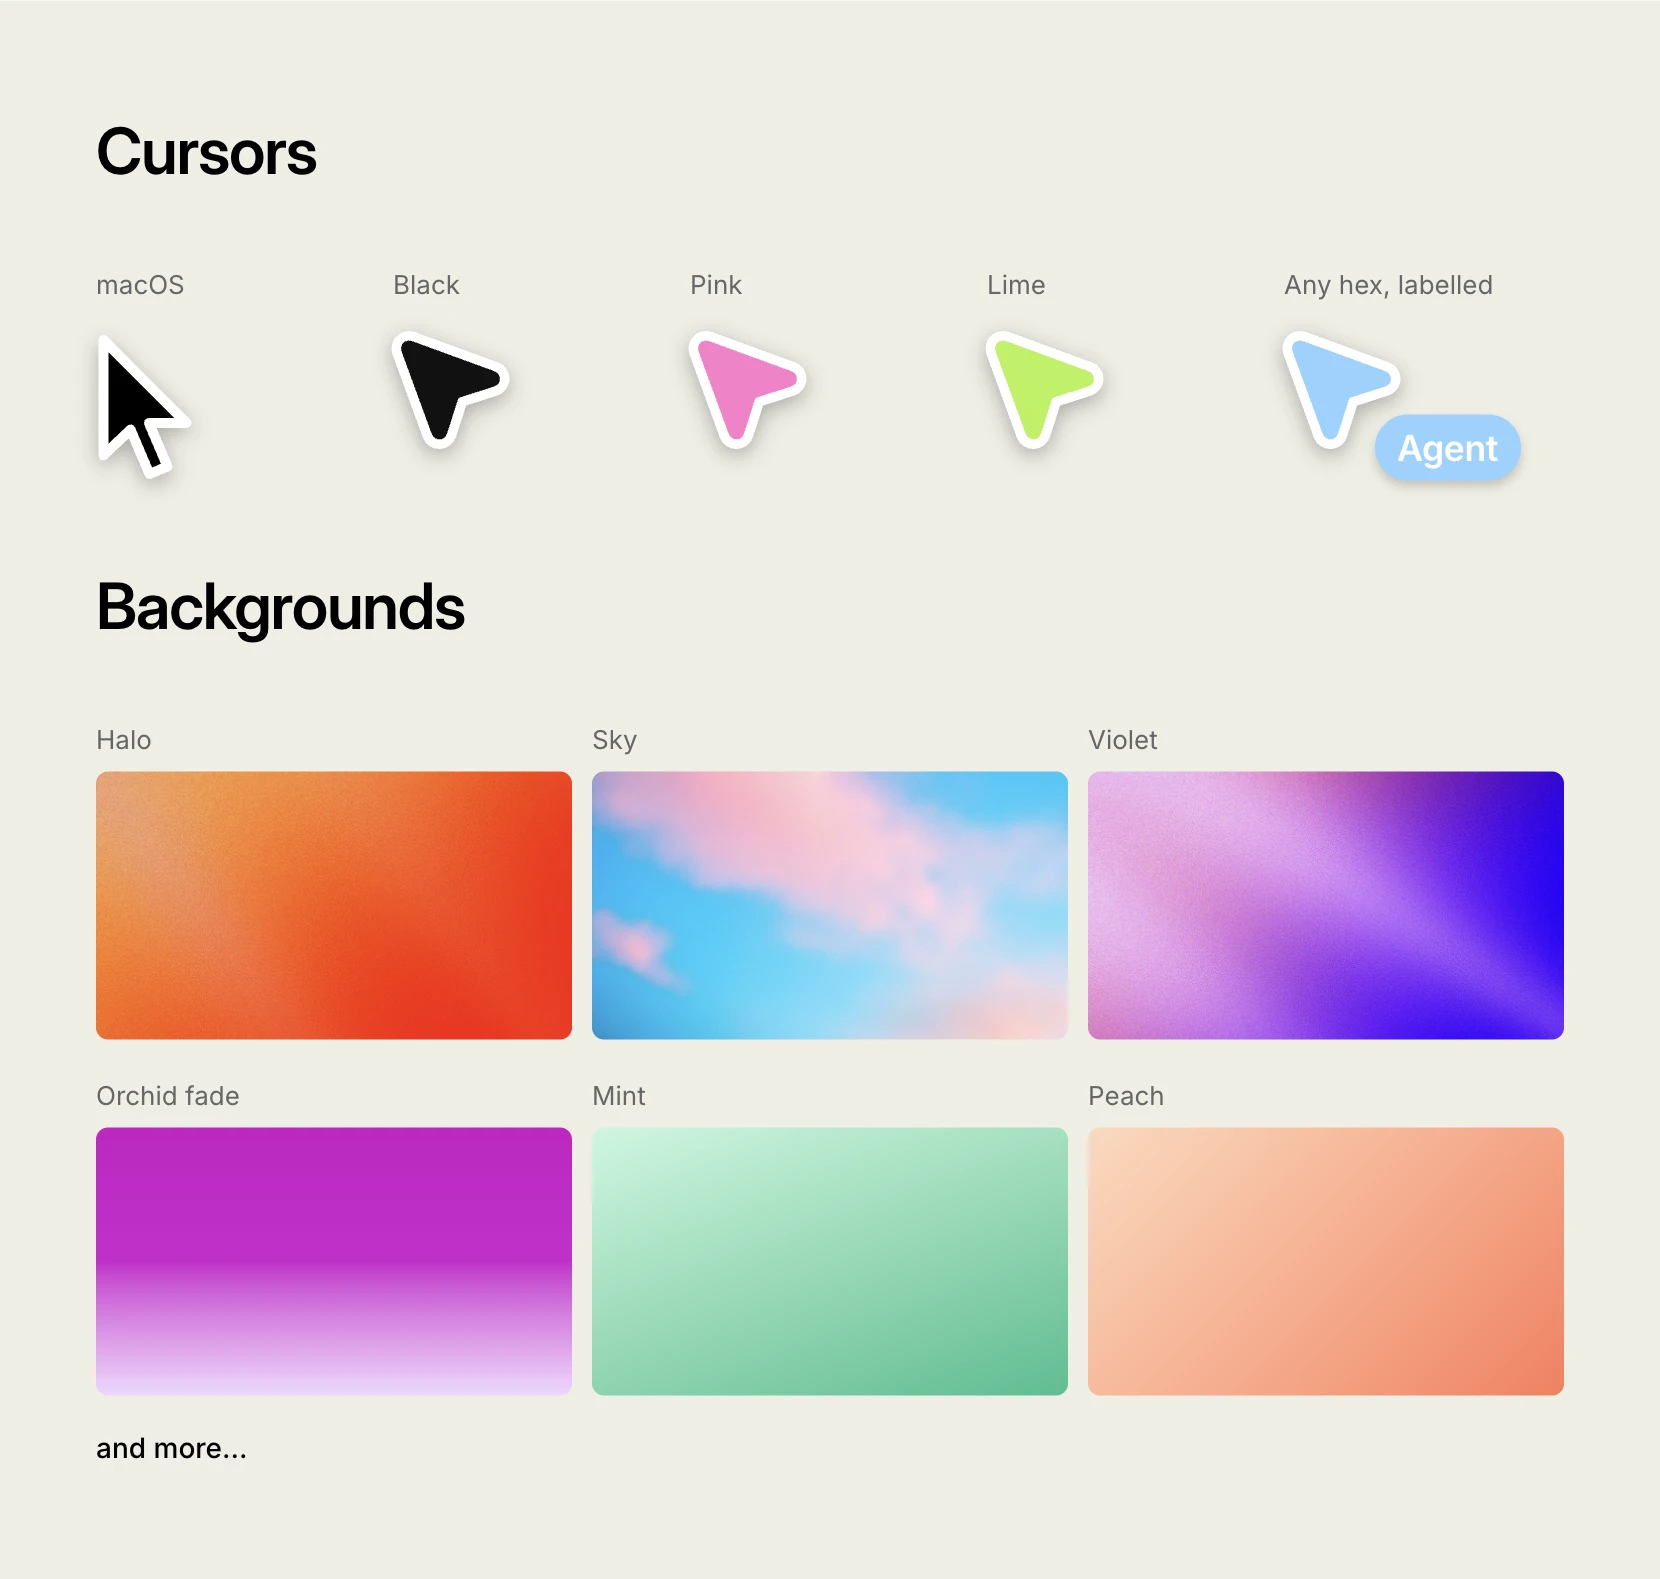 Cursors
macOS
Black
Pink
Lime
Any hex, labelled
Agent
Backgrounds
Halo
Sky
Violet
Orchid fade
Mint
Peach
and more...